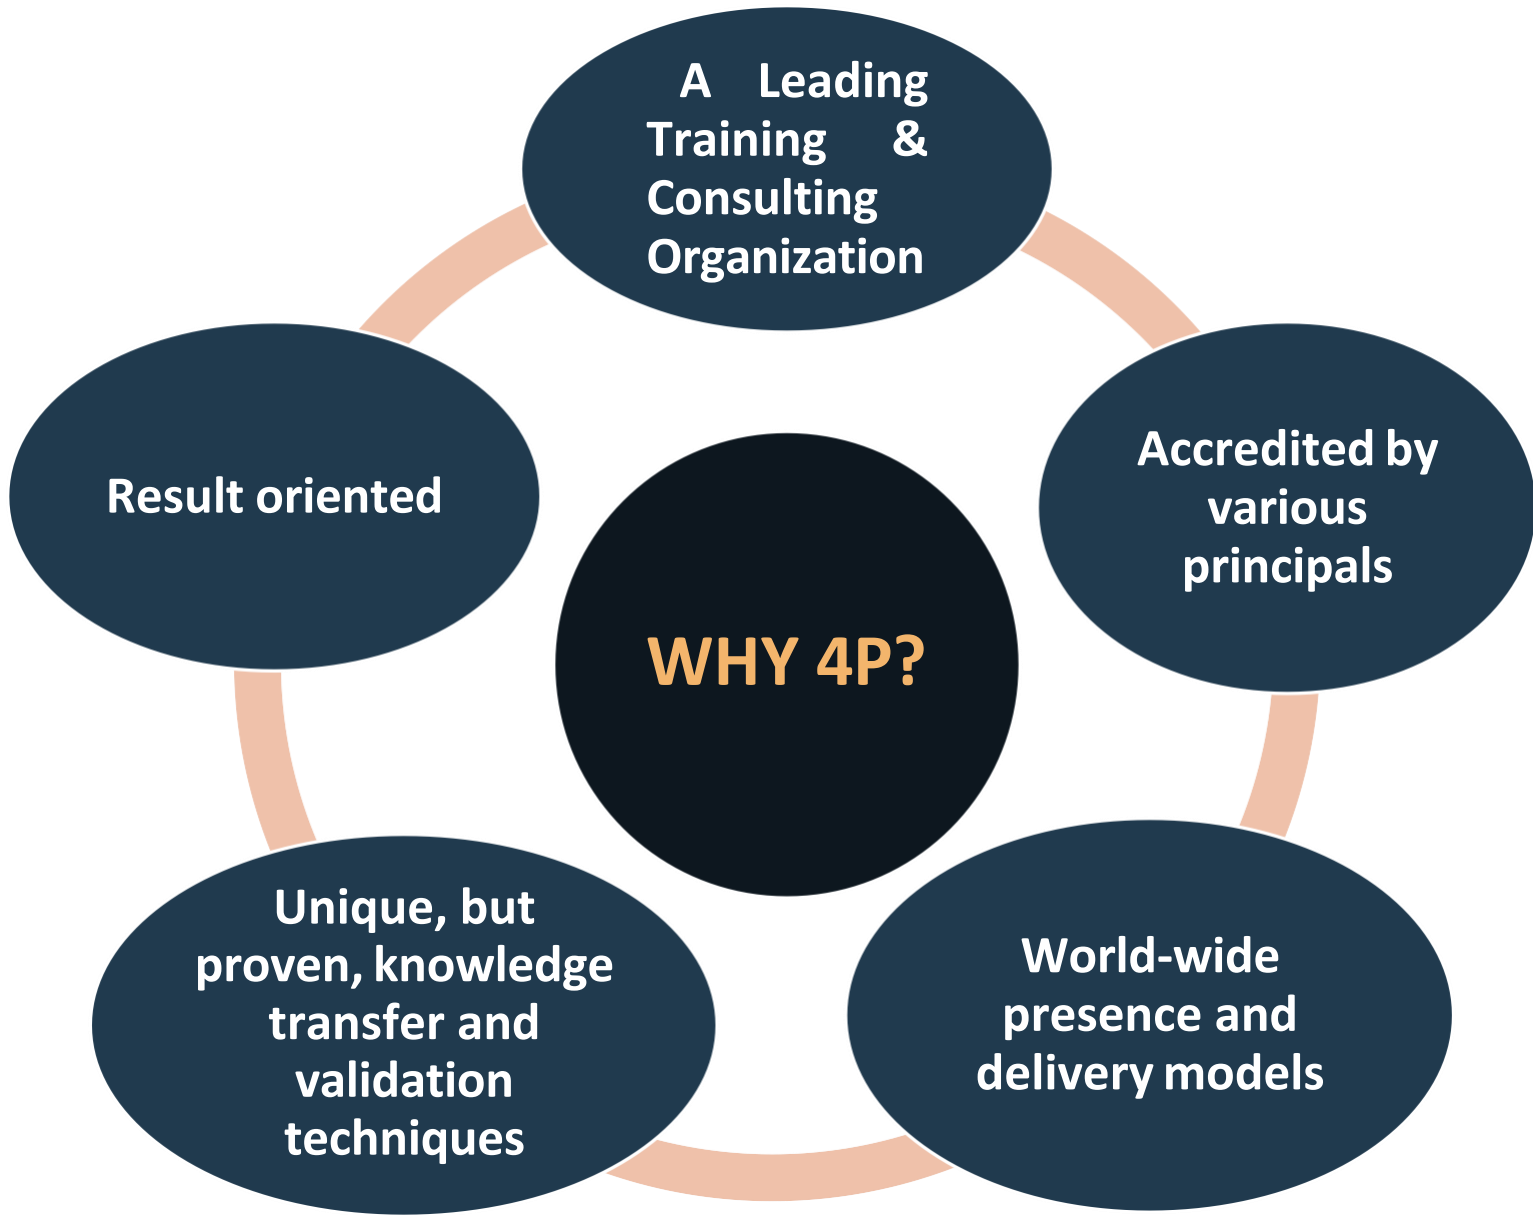 A Leading
Training &
Consulting
Organization
Accredited by
various
principals
World-wide
presence and
delivery models
Unique, but
proven, knowledge
transfer and
validation
techniques
Result oriented
WHY 4P?